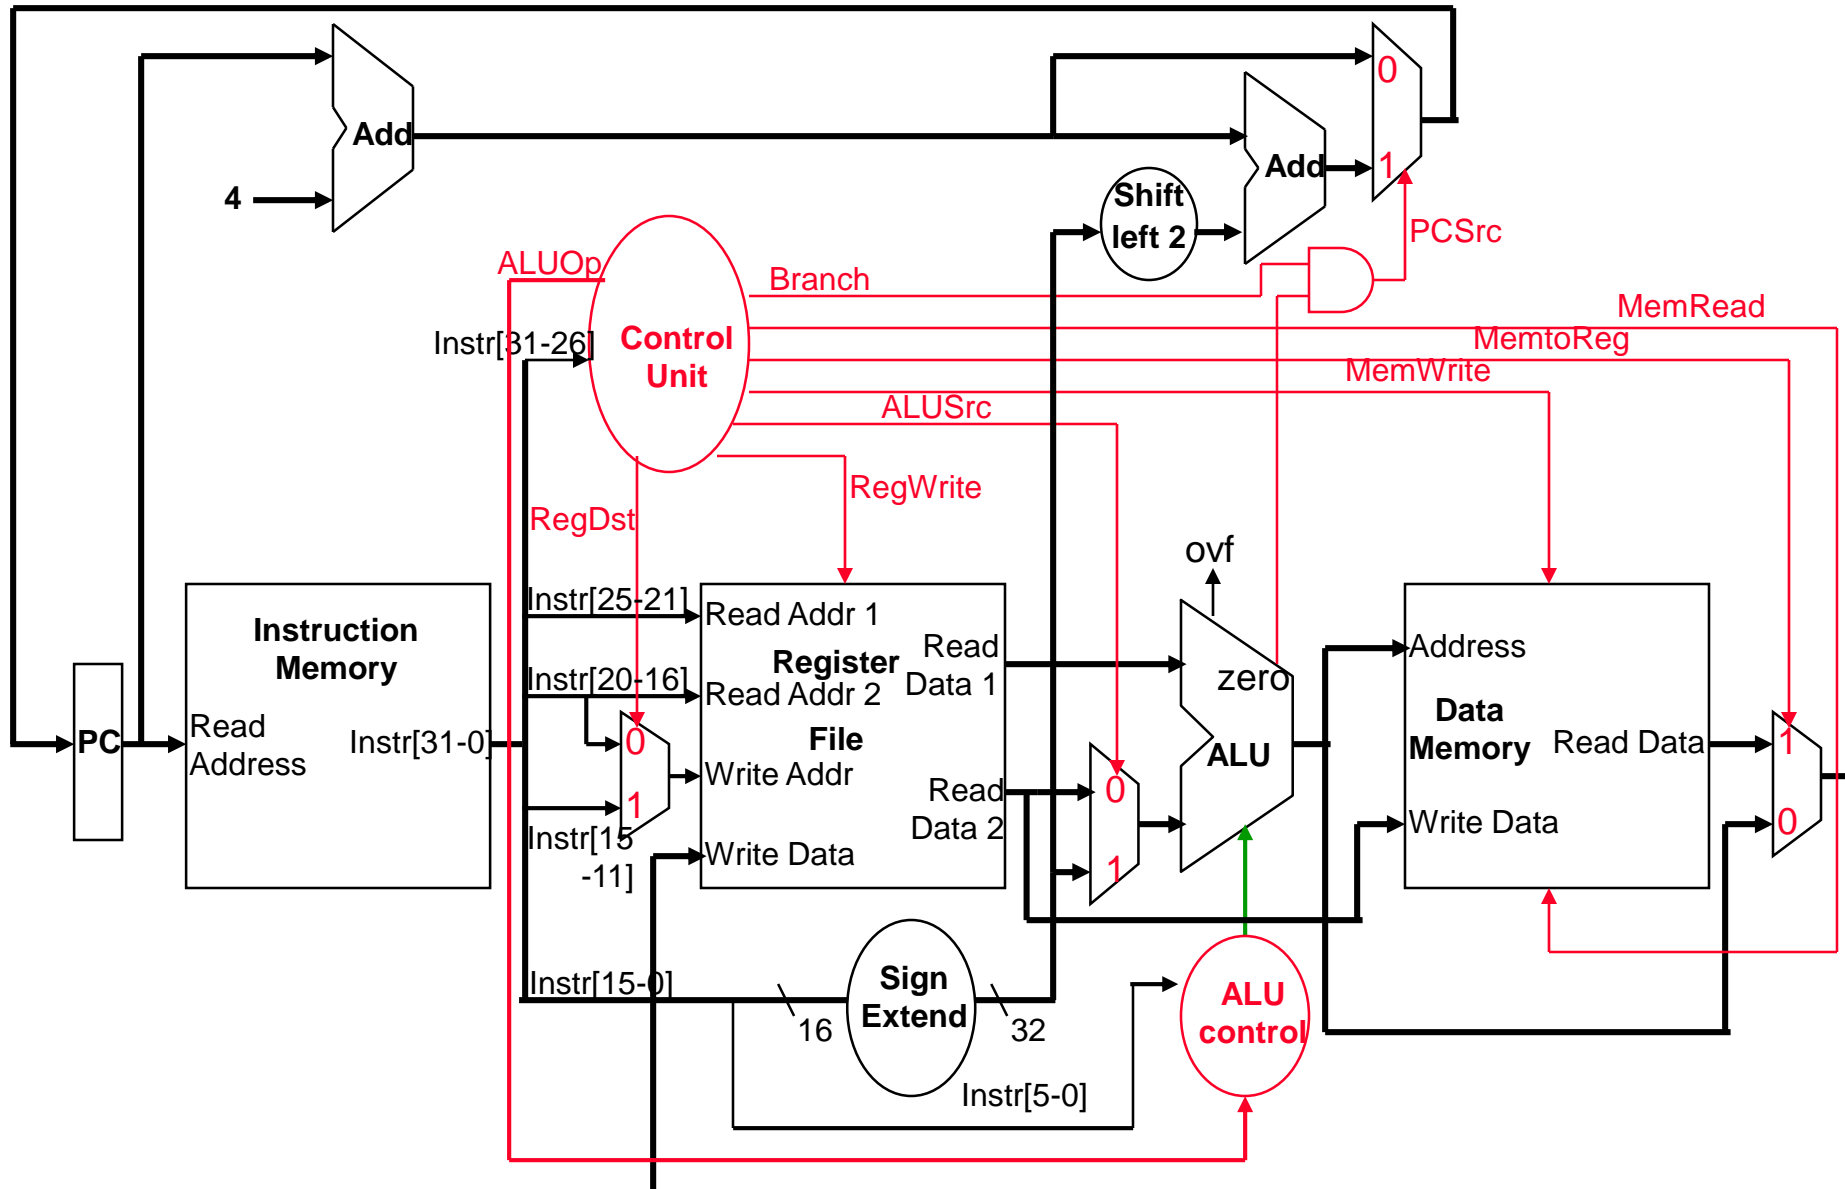 0
Add
Add
1
4
Shift
left 2
PCSrc
ALUOp
Branch
MemRead
Instr[31-26]
Control
Unit
MemtoReg
MemWrite
ALUSrc
RegWrite
RegDst
ovf
Instr[25-21]
Read Addr 1
Instruction
Memory
Register
Read
Data 1
Address
Instr[20-16]
Read Addr 2
zero
PC
Read
Address
Instr[31-0]
0
File
Data
Memory
Read Data
1
Write Addr
ALU
1
Read
Data 2
0
Write Data
0
Instr[15
-11]
Write Data
1
Instr[15-0]
Sign
Extend
16
32
ALU
control
Instr[5-0]